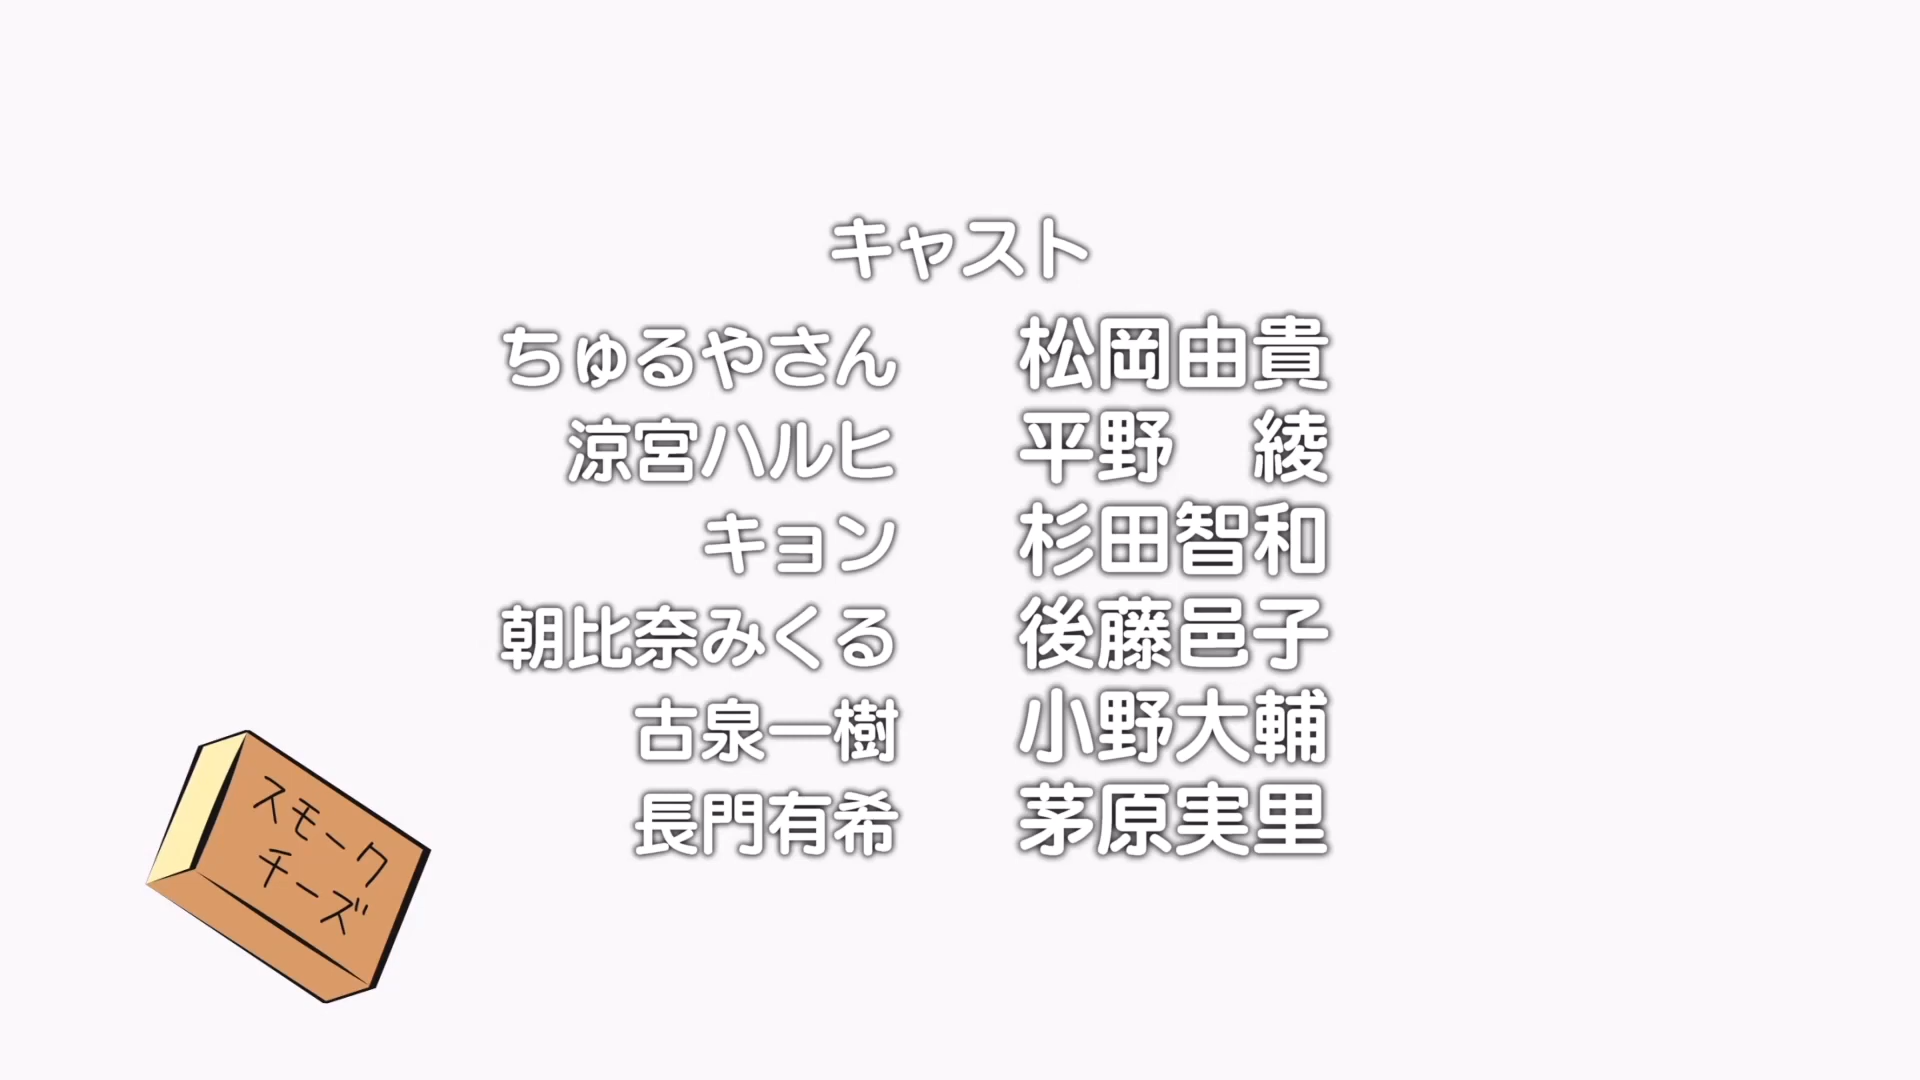 キャスト
ちゅるやさん　松岡由貴
涼宮ハルヒ　平野　綾
キョン　杉田智和
朝比奈みくる　後藤邑子
古泉一樹　小野大輔
長門有希　茅原実里
スモーク
チーズ